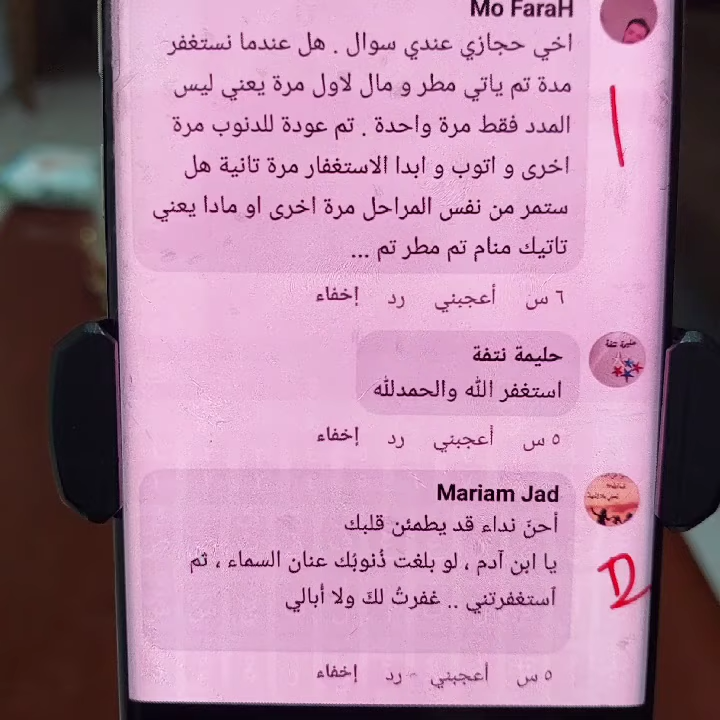 Mo FaraH
اخي حجازي عندي سوال . هل عندما نستغفر
مدة تم ياتي مطر و مال لاول مرة يعني ليس
المدد فقط مرة واحدة . تم عودة للدنوب مرة
اخرى و اتوب و ابدا الاستغفار مرة تانية هل
ستمر من نفس المراحل مرة اخرى او مادا يعني
تاتيك منام تم مطر تم ...
٦ س أعجبني رد إخفاء
حليمة نتفة
استغفر الله والحمدلله
٥ س أعجبني رد إخفاء
Mariam Jad
أحنّ نداء قد يطمئن قلبك
يا ابن آدم ، لو بلغت ذُنوبُك عنان السماء ، ثم
آستغفرتني .. غفرتُ لكَ ولا أبالي
٥ س أعجبني رد إخفاء